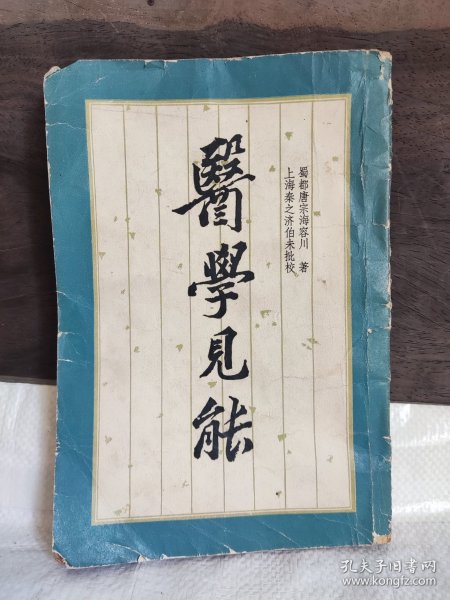 蜀都唐宗海容川 著
上海秦之济伯未批校
醫學見能
孔夫子旧书网
www.kongfz.com